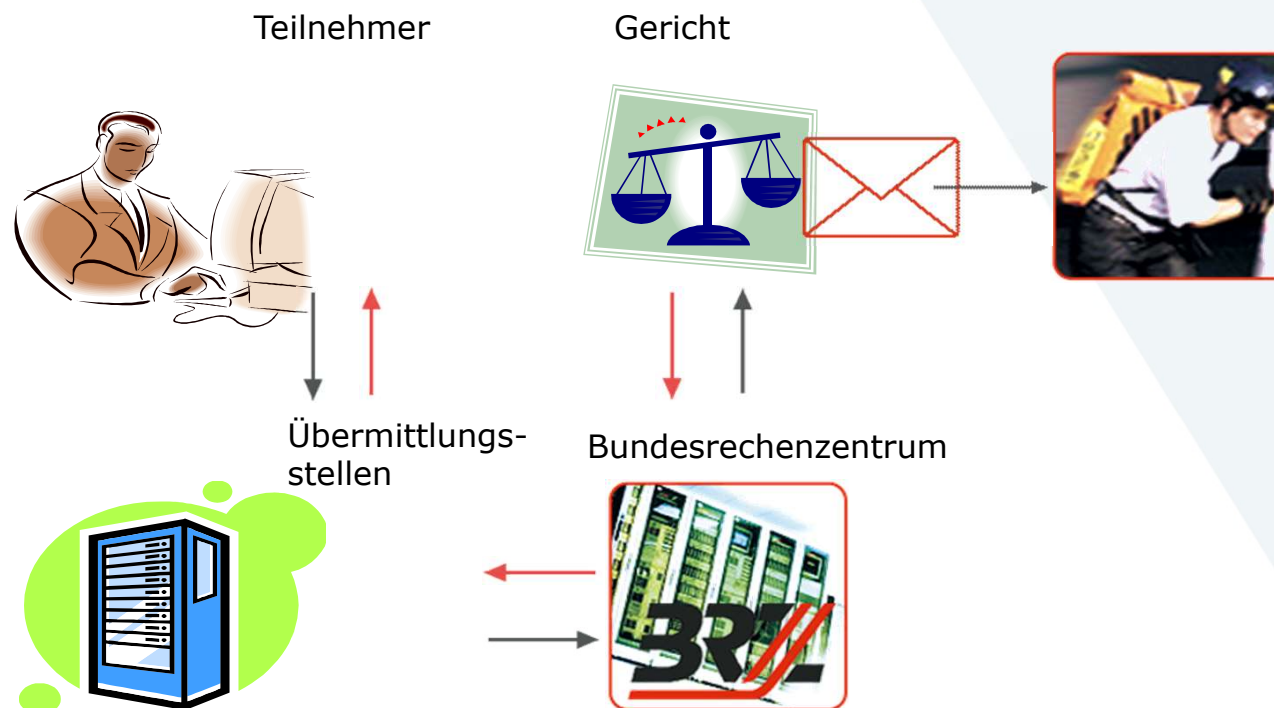 Teilnehmer
Gericht
Übermittlungs-
stellen
Bundesrechenzentrum
BRZ